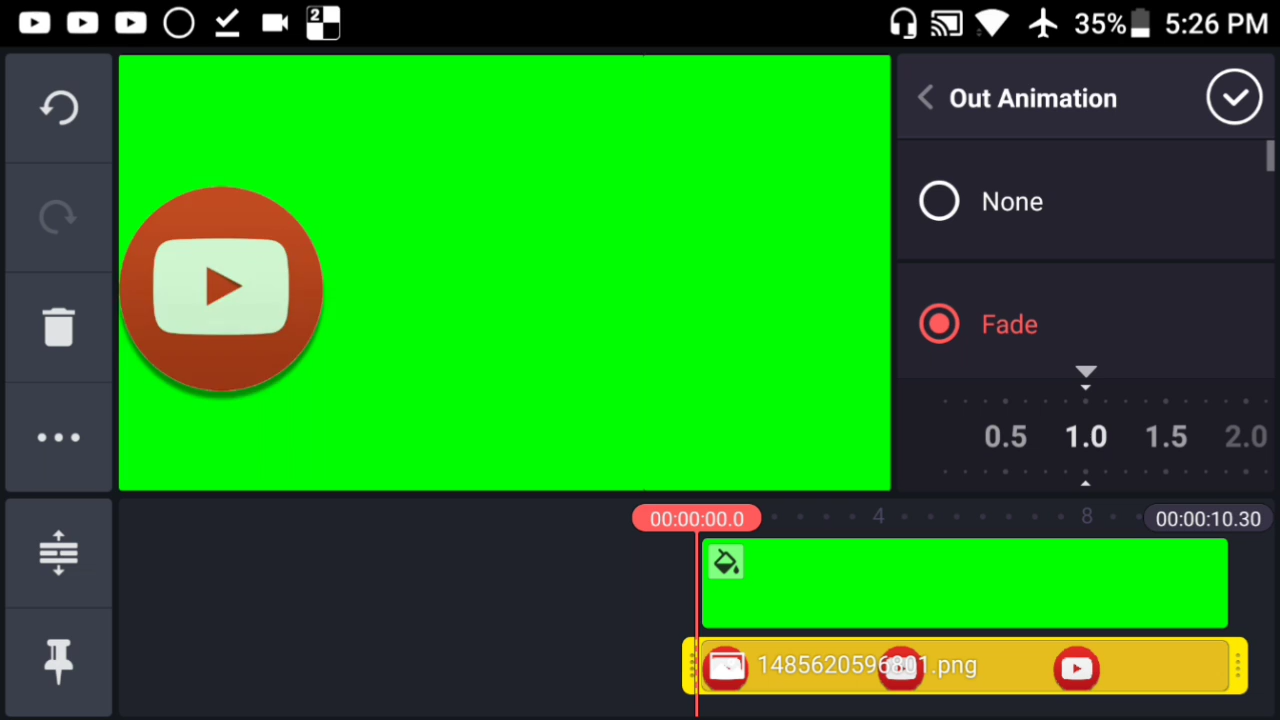 2
35%
5:26 PM
Out Animation
None
Fade
0.5 1.0 1.5 2.0
00:00:00.0
4
8
00:00:10.30
1485620596801.png